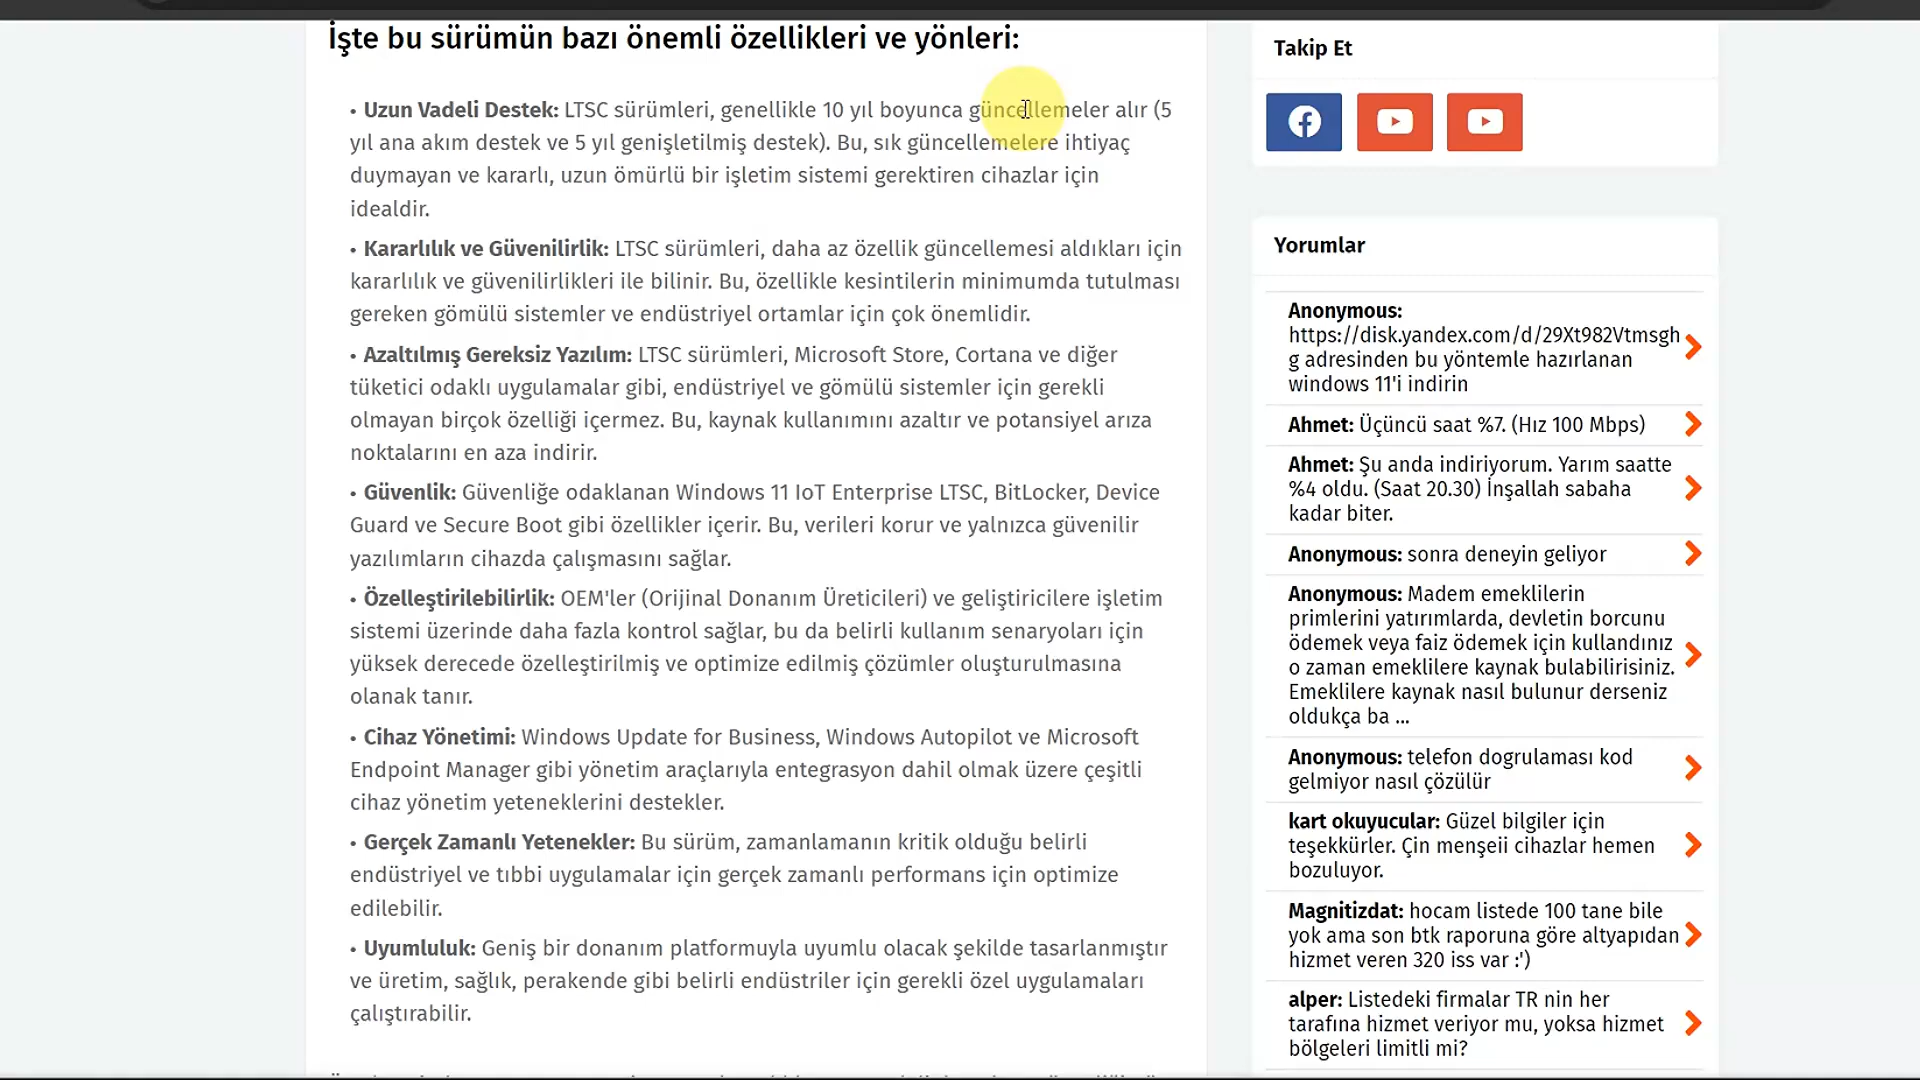 İşte bu sürümün bazı önemli özellikleri ve yönleri:
• Uzun Vadeli Destek: LTSC sürümleri, genellikle 10 yıl boyunca güncellemeler alır (5
yıl ana akım destek ve 5 yıl genişletilmiş destek). Bu, sık güncellemelere ihtiyaç
duymayan ve kararlı, uzun ömürlü bir işletim sistemi gerektiren cihazlar için
idealdir.
• Kararlılık ve Güvenilirlik: LTSC sürümleri, daha az özellik güncellemesi aldıkları için
kararlılık ve güvenilirlikleri ile bilinir. Bu, özellikle kesintilerin minimumda tutulması
gereken gömülü sistemler ve endüstriyel ortamlar için çok önemlidir.
• Azaltılmış Gereksiz Yazılım: LTSC sürümleri, Microsoft Store, Cortana ve diğer
tüketici odaklı uygulamalar gibi, endüstriyel ve gömülü sistemler için gerekli
olmayan birçok özelliği içermez. Bu, kaynak kullanımını azaltır ve potansiyel arıza
noktalarını en aza indirir.
• Güvenlik: Güvenliğe odaklanan Windows 11 IoT Enterprise LTSC, BitLocker, Device
Guard ve Secure Boot gibi özellikler içerir. Bu, verileri korur ve yalnızca güvenilir
yazılımların cihazda çalışmasını sağlar.
• Özelleştirilebilirlik: OEM'ler (Orijinal Donanım Üreticileri) ve geliştiricilere işletim
sistemi üzerinde daha fazla kontrol sağlar, bu da belirli kullanım senaryoları için
yüksek derecede özelleştirilmiş ve optimize edilmiş çözümler oluşturulmasına
olanak tanır.
• Cihaz Yönetimi: Windows Update for Business, Windows Autopilot ve Microsoft
Endpoint Manager gibi yönetim araçlarıyla entegrasyon dahil olmak üzere çeşitli
cihaz yönetim yeteneklerini destekler.
• Gerçek Zamanlı Yetenekler: Bu sürüm, zamanlamanın kritik olduğu belirli
endüstriyel ve tıbbi uygulamalar için gerçek zamanlı performans için optimize
edilebilir.
• Uyumluluk: Geniş bir donanım platformuyla uyumlu olacak şekilde tasarlanmıştır
ve üretim, sağlık, perakende gibi belirli endüstriler için gerekli özel uygulamaları
çalıştırabilir.
Takip Et
Yorumlar
Anonymous:
https://disk.yandex.com/d/29Xt982Vtmsgh
g adresinden bu yöntemle hazırlanan
windows 11'i indirin
Ahmet: Üçüncü saat %7. (Hız 100 Mbps)
Ahmet: Şu anda indiriyorum. Yarım saatte
%4 oldu. (Saat 20.30) İnşallah sabaha
kadar biter.
Anonymous: sonra deneyin geliyor
Anonymous: Madem emeklilerin
primlerini yatırımlarda, devletin borcunu
ödemek veya faiz ödemek için kullandınız
o zaman emeklilere kaynak bulabilirisiniz.
Emeklilere kaynak nasıl bulunur derseniz
oldukça ba ...
Anonymous: telefon dogrulaması kod
gelmiyor nasıl çözülür
kart okuyucular: Güzel bilgiler için
teşekkürler. Çin menşeii cihazlar hemen
bozuluyor.
Magnitizdat: hocam listede 100 tane bile
yok ama son btk raporuna göre altyapıdan
hizmet veren 320 iss var :')
alper: Listedeki firmalar TR nin her
tarafına hizmet veriyor mu, yoksa hizmet
bölgeleri limitli mi?